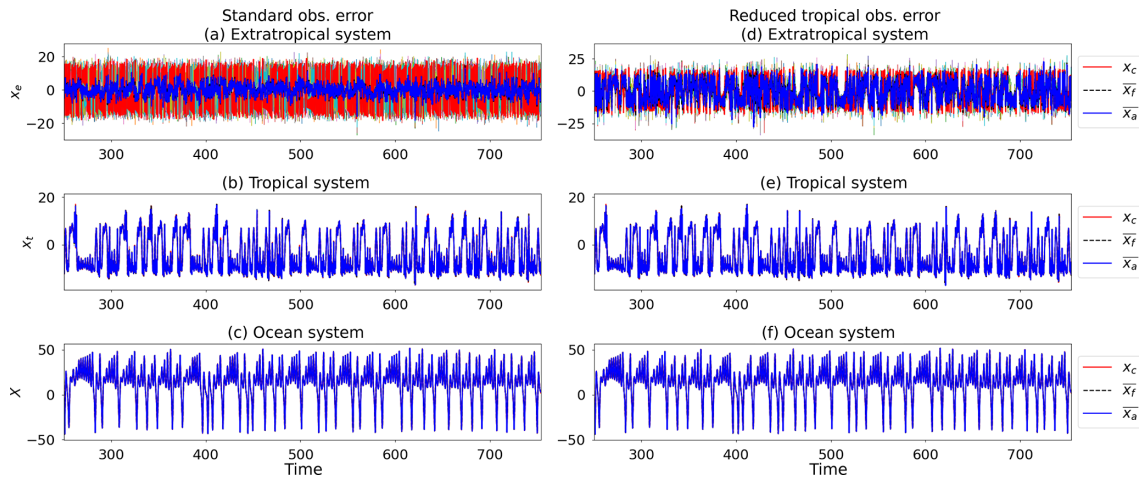 Standard obs. error
(a) Extratropical system
20
0
−20
xₑ
300 400 500 600 700
Reduced tropical obs. error
(d) Extratropical system
25
0
−25
300 400 500 600 700
x_c
x̅_f
x̅_a
(b) Tropical system
20
0
xₜ
300 400 500 600 700
(e) Tropical system
20
0
300 400 500 600 700
x_c
x̅_f
x̅_a
(c) Ocean system
50
0
−50
X
300 400 500 600 700
Time
(f) Ocean system
50
0
−50
300 400 500 600 700
Time
x_c
x̅_f
x̅_a